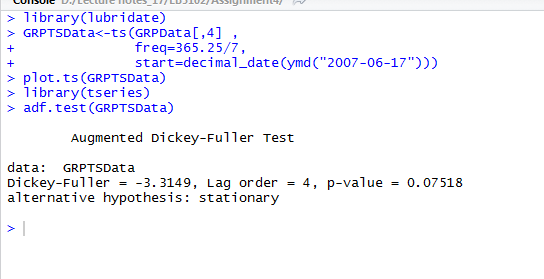 Console D:/Lecture notes_17/EB5102/Assignment4/
> library(lubridate)
> GRPTSData<-ts(GRPData[,4] ,
+ freq=365.25/7,
+ start=decimal_date(ymd("2007-06-17")))
> plot.ts(GRPTSData)
> library(tseries)
> adf.test(GRPTSData)
Augmented Dickey-Fuller Test
data: GRPTSData
Dickey-Fuller = -3.3149, Lag order = 4, p-value = 0.07518
alternative hypothesis: stationary
>